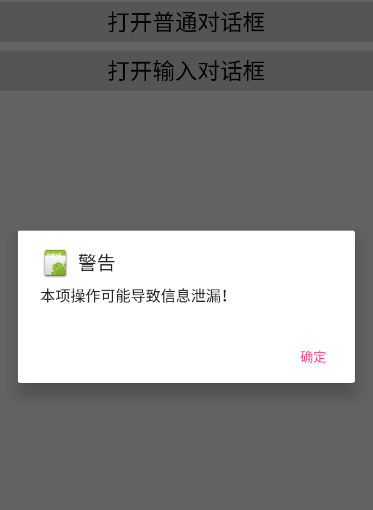 打开普通对话框
打开输入对话框
警告
本项操作可能导致信息泄漏！
确定